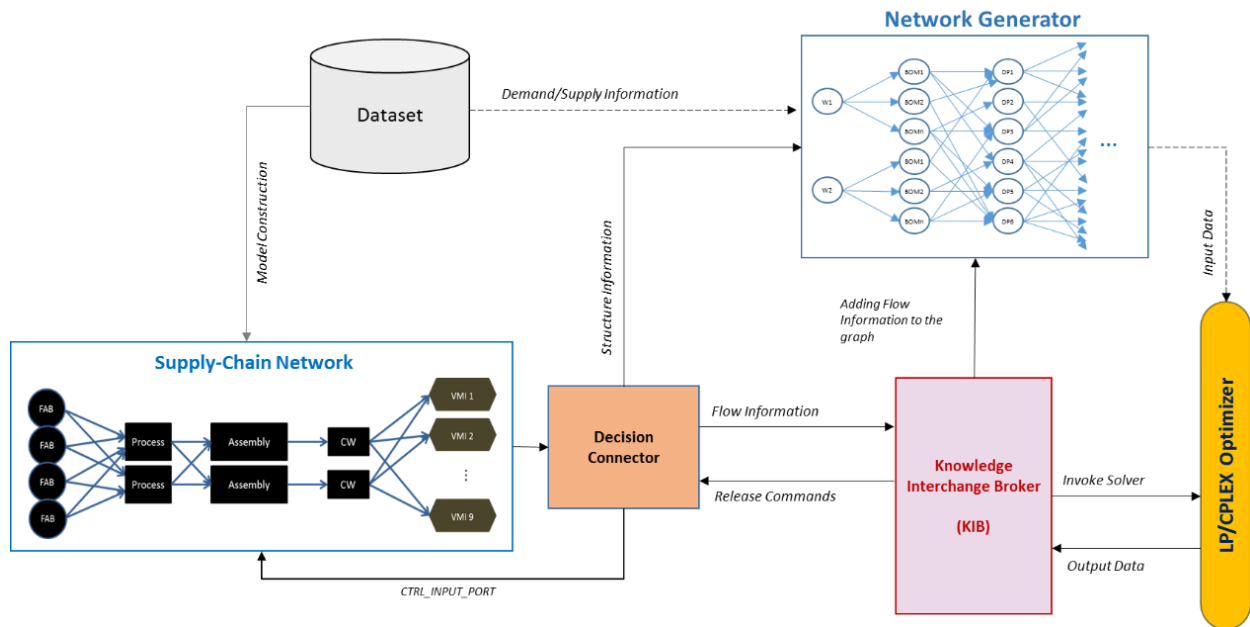 Network Generator
Dataset
Demand/Supply Information
W1
W2
BOM1
BOM2
BOMn
BOM1
BOM2
BOMn
DP1
DP2
DP3
DP4
DP5
DP6
...
Model Construction
Structure Information
Input Data
Adding Flow
Information to the
graph
Supply-Chain Network
FAB
FAB
FAB
FAB
Process
Process
Assembly
Assembly
CW
CW
VMI 1
VMI 2
⋮
VMI 9
Decision
Connector
Flow Information
Release Commands
Knowledge
Interchange Broker
(KIB)
Invoke Solver
Output Data
LP/CPLEX Optimizer
CTRL_INPUT_PORT